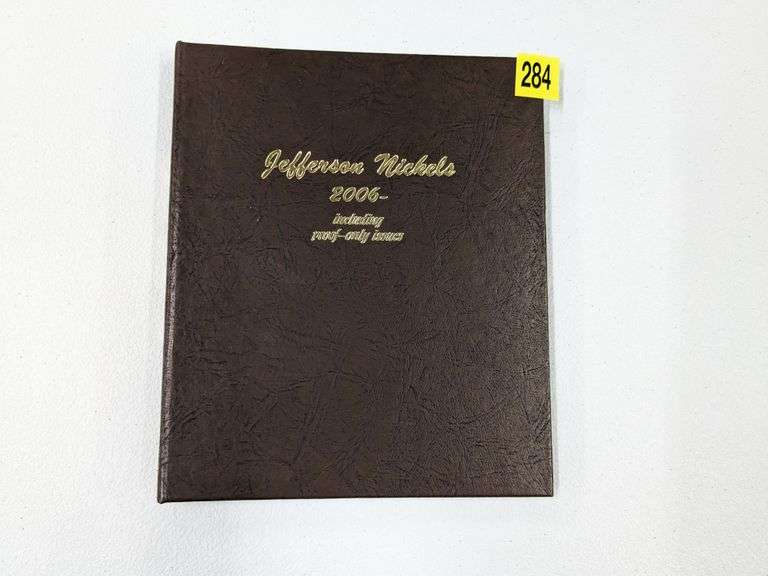 284
Jefferson Nickels
2006-
including
proof-only issues